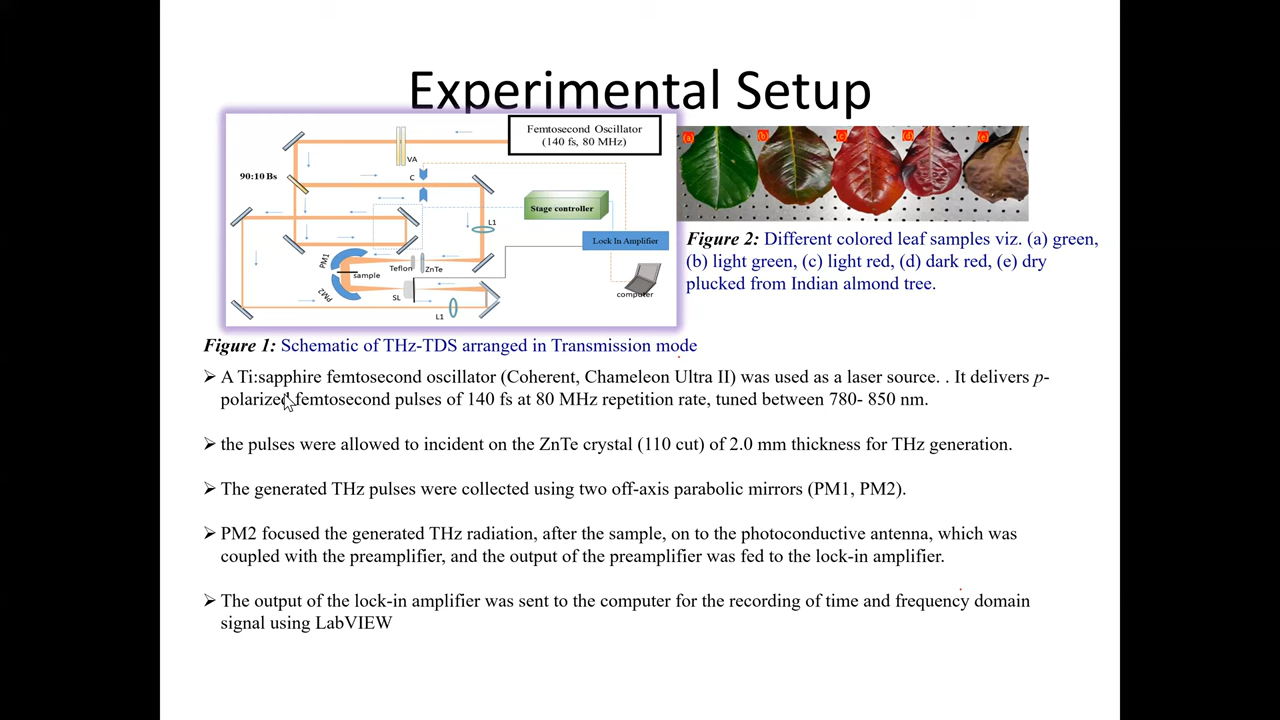 Experimental Setup
Femtosecond Oscillator
(140 fs, 80 MHz)
VA
90:10 Bs
C
Stage controller
L1
Lock In Amplifier
PM1
sample
Teflon
ZnTe
PM2
SL
computer
L1
(a)
(b)
(c)
(d)
(e)
Figure 2: Different colored leaf samples viz. (a) green,
(b) light green, (c) light red, (d) dark red, (e) dry
plucked from Indian almond tree.
Figure 1: Schematic of THz-TDS arranged in Transmission mode
➢ A Ti:sapphire femtosecond oscillator (Coherent, Chameleon Ultra II) was used as a laser source. . It delivers p-
polarized femtosecond pulses of 140 fs at 80 MHz repetition rate, tuned between 780- 850 nm.
➢ the pulses were allowed to incident on the ZnTe crystal (110 cut) of 2.0 mm thickness for THz generation.
➢ The generated THz pulses were collected using two off-axis parabolic mirrors (PM1, PM2).
➢ PM2 focused the generated THz radiation, after the sample, on to the photoconductive antenna, which was
coupled with the preamplifier, and the output of the preamplifier was fed to the lock-in amplifier.
➢ The output of the lock-in amplifier was sent to the computer for the recording of time and frequency domain
signal using LabVIEW